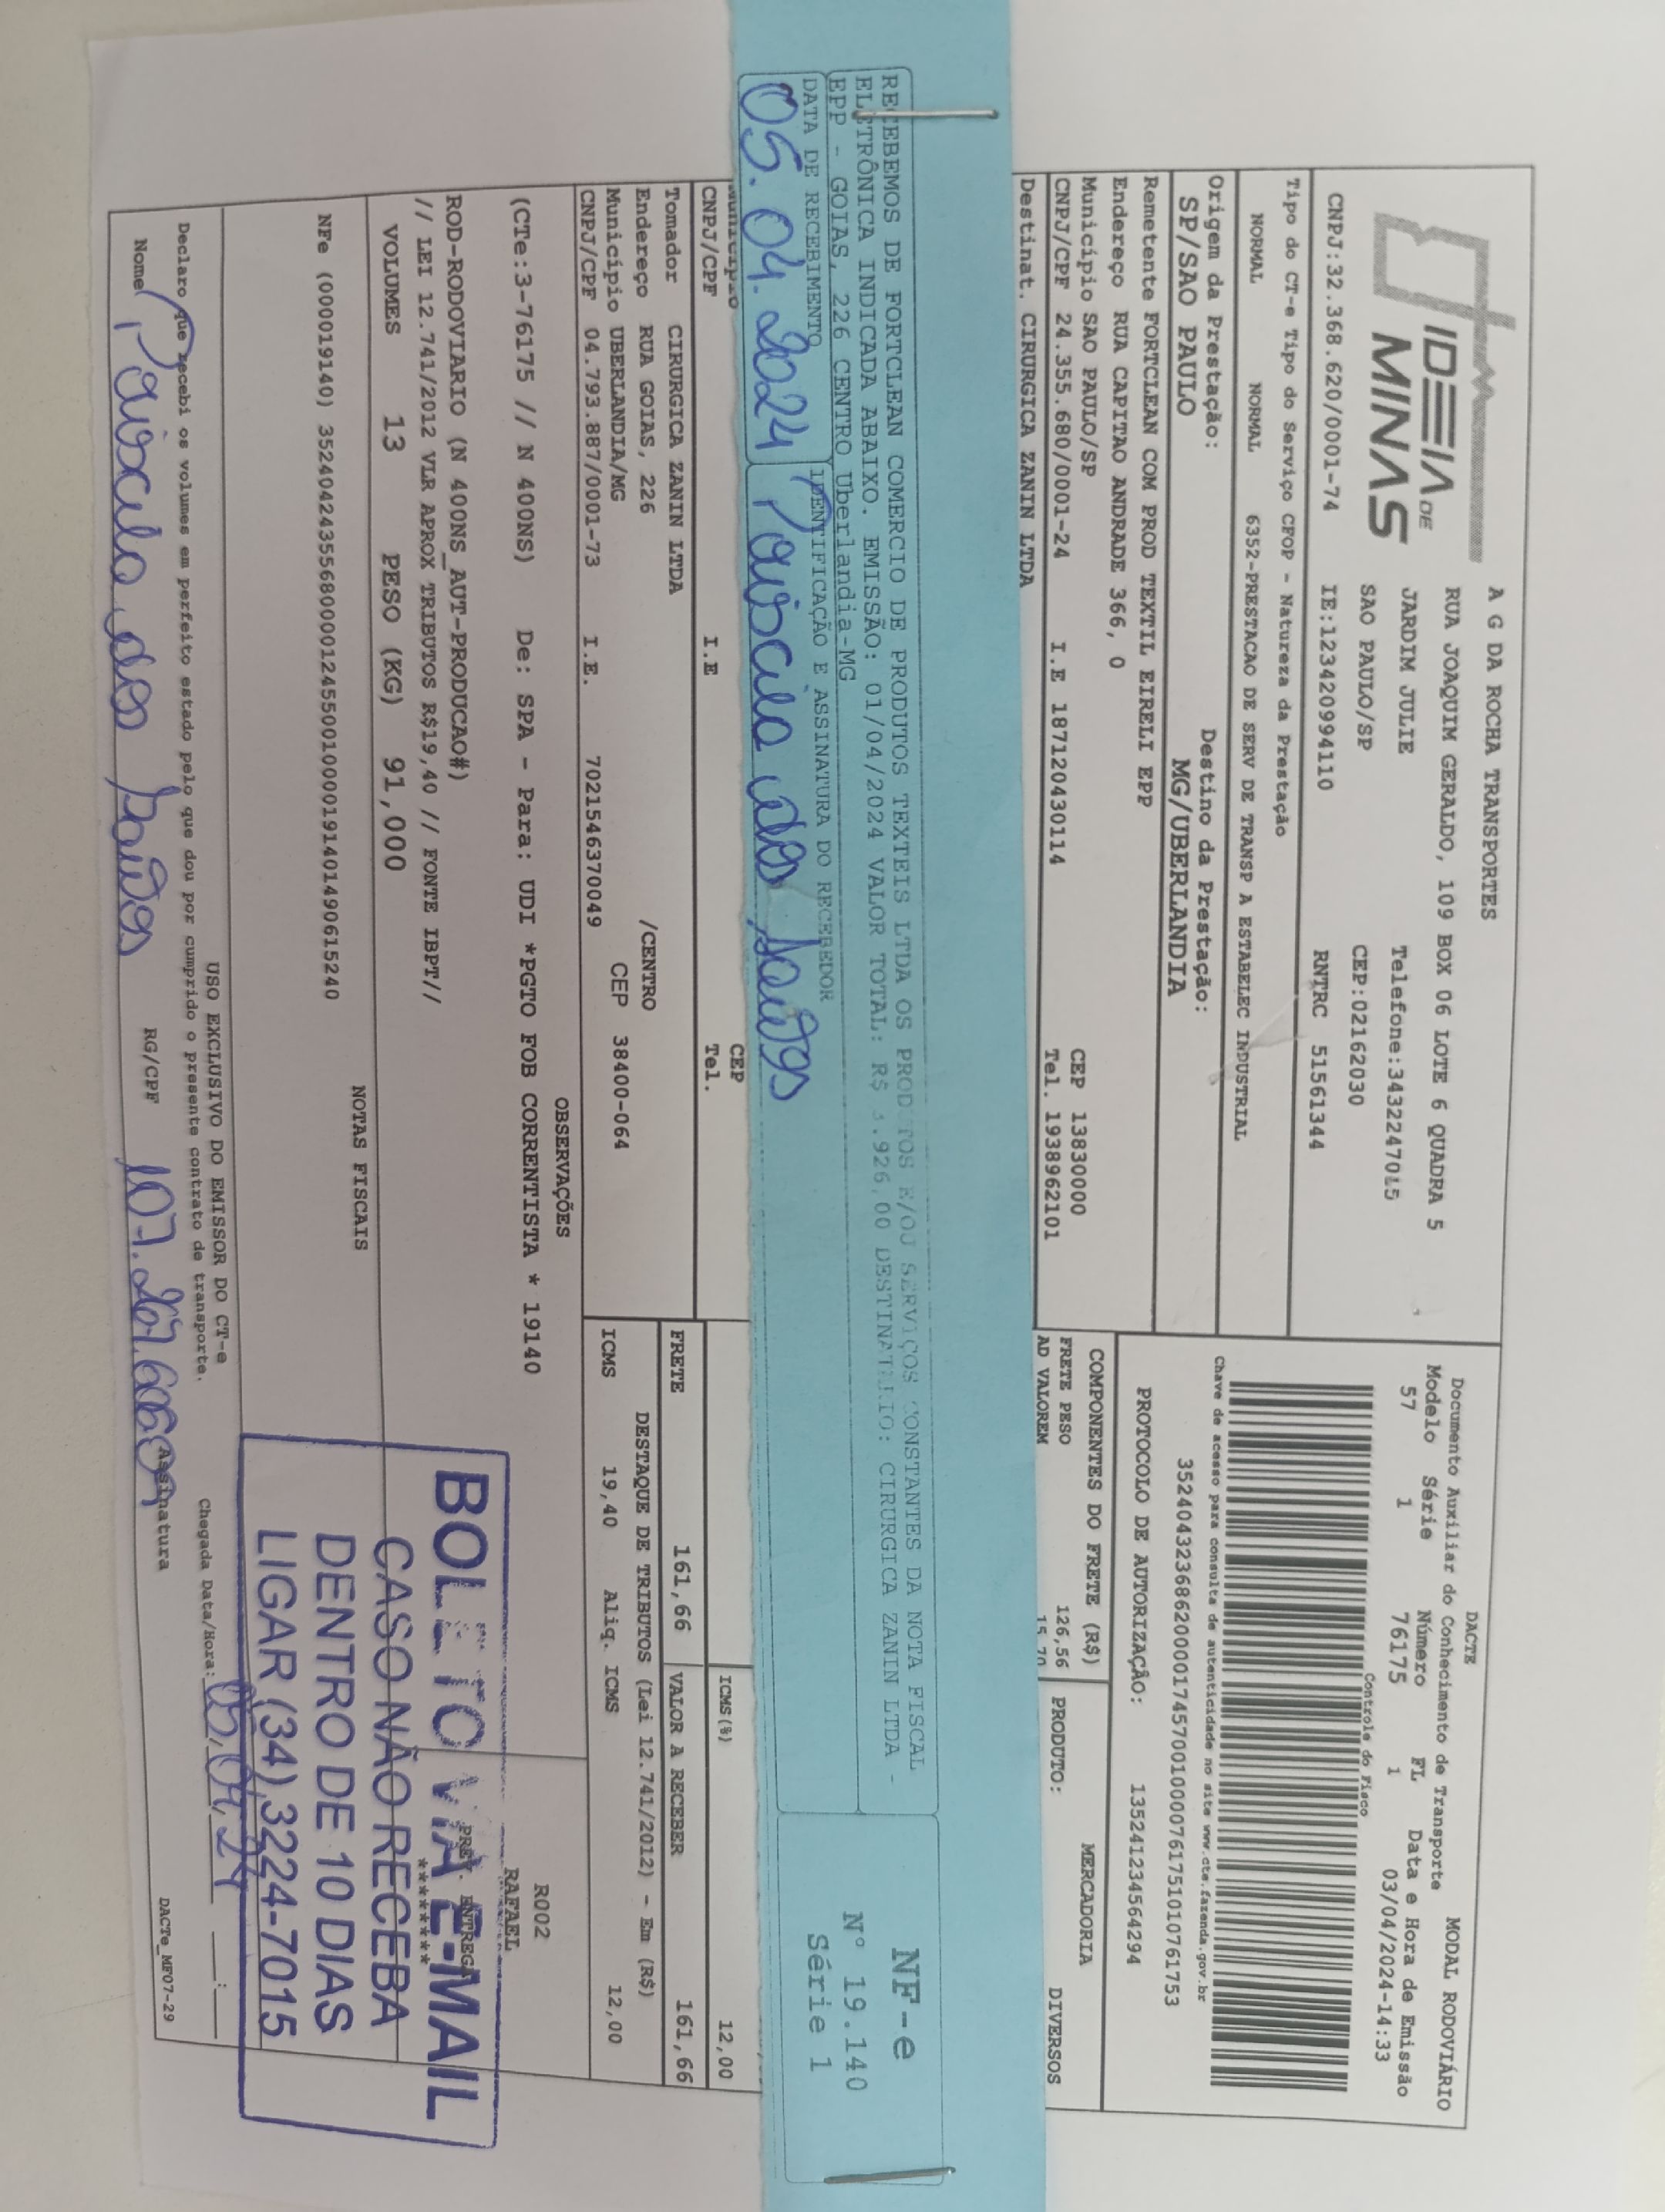 IDEIA DE
MINAS
A G DA ROCHA TRANSPORTES
RUA JOAQUIM GERALDO, 109 BOX 06 LOTE 6 QUADRA 5
JARDIM JULIE Telefone:3432247015
SAO PAULO/SP CEP:02162030
CNPJ:32.368.620/0001-74 IE:123420994110 RNTRC 51561344
DACTE
Documento Auxiliar do Conhecimento de Transporte MODAL RODOVIÁRIO
Modelo Série Número FL Data e Hora de Emissão
57 1 76175 1 03/04/2024-14:33
Controle do Fisco
Tipo do CT-e Tipo do Serviço CFOP - Natureza da Prestação
NORMAL NORMAL 6352-PRESTACAO DE SERV DE TRANSP A ESTABELEC INDUSTRIAL
Chave de acesso para consulta de autenticidade no site www.cte.fazenda.gov.br
35240432368620000174570010000761751010761753
Origem da Prestação: Destino da Prestação:
SP/SAO PAULO MG/UBERLANDIA
PROTOCOLO DE AUTORIZAÇÃO: 135241234564294
Remetente FORTCLEAN COM PROD TEXTIL EIRELI EPP
Endereço RUA CAPITAO ANDRADE 366, 0
Município SAO PAULO/SP CEP 13830000
CNPJ/CPF 24.355.680/0001-24 I.E 187120430114 Tel. 1938962101
Destinat. CIRURGICA ZANIN LTDA
COMPONENTES DO FRETE (R$) MERCADORIA
FRETE PESO 126,56 PRODUTO: DIVERSOS
AD VALOREM 15,70
RECEBEMOS DE FORTCLEAN COMERCIO DE PRODUTOS TEXTEIS LTDA OS PRODUTOS E/OU SERVIÇOS CONSTANTES DA NOTA FISCAL
ELETRÔNICA INDICADA ABAIXO. EMISSÃO: 01/04/2024 VALOR TOTAL: R$ .926,00 DESTINATÁRIO: CIRURGICA ZANIN LTDA -
EPP - GOIAS, 226 CENTRO Uberlandia-MG
DATA DE RECEBIMENTO IDENTIFICAÇÃO E ASSINATURA DO RECEBEDOR
05.04.2024 Priscila dos Santos
NF-e
Nº 19.140
Série 1
Município CEP
CNPJ/CPF I.E Tel.
ICMS(%) 12,00
Tomador CIRURGICA ZANIN LTDA
Endereço RUA GOIAS, 226 /CENTRO
Município UBERLANDIA/MG CEP 38400-064
CNPJ/CPF 04.793.887/0001-73 I.E. 7021546370049
FRETE 161,66 VALOR A RECEBER 161,66
DESTAQUE DE TRIBUTOS (Lei 12.741/2012) - Em (R$)
ICMS 19,40 Aliq. ICMS 12,00
OBSERVAÇÕES
(CTe:3-76175 // N 400NS) De: SPA - Para: UDI *PGTO FOB CORRENTISTA * 19140
R002
RAFAEL
ROD-RODOVIARIO (N 400NS_AUT-PRODUCAO#)
// LEI 12.741/2012 VLR APROX TRIBUTOS R$19,40 // FONTE IBPT//
PREV. ENTREGA
********
VOLUMES 13 PESO (KG) 91,000
NOTAS FISCAIS
NFe (000019140) 35240424355680000124550010000191401490615240
BOLETO VIA E-MAIL
CASO NÃO RECEBA
DENTRO DE 10 DIAS
LIGAR (34) 3224-7015
USO EXCLUSIVO DO EMISSOR DO CT-e
Declaro que recebi os volumes em perfeito estado pelo que dou por cumprido o presente contrato de transporte.
Chegada Data/Hora: 05,04,24 :
Nome Priscila dos Santos RG/CPF Assinatura
DACTe_MF07-29